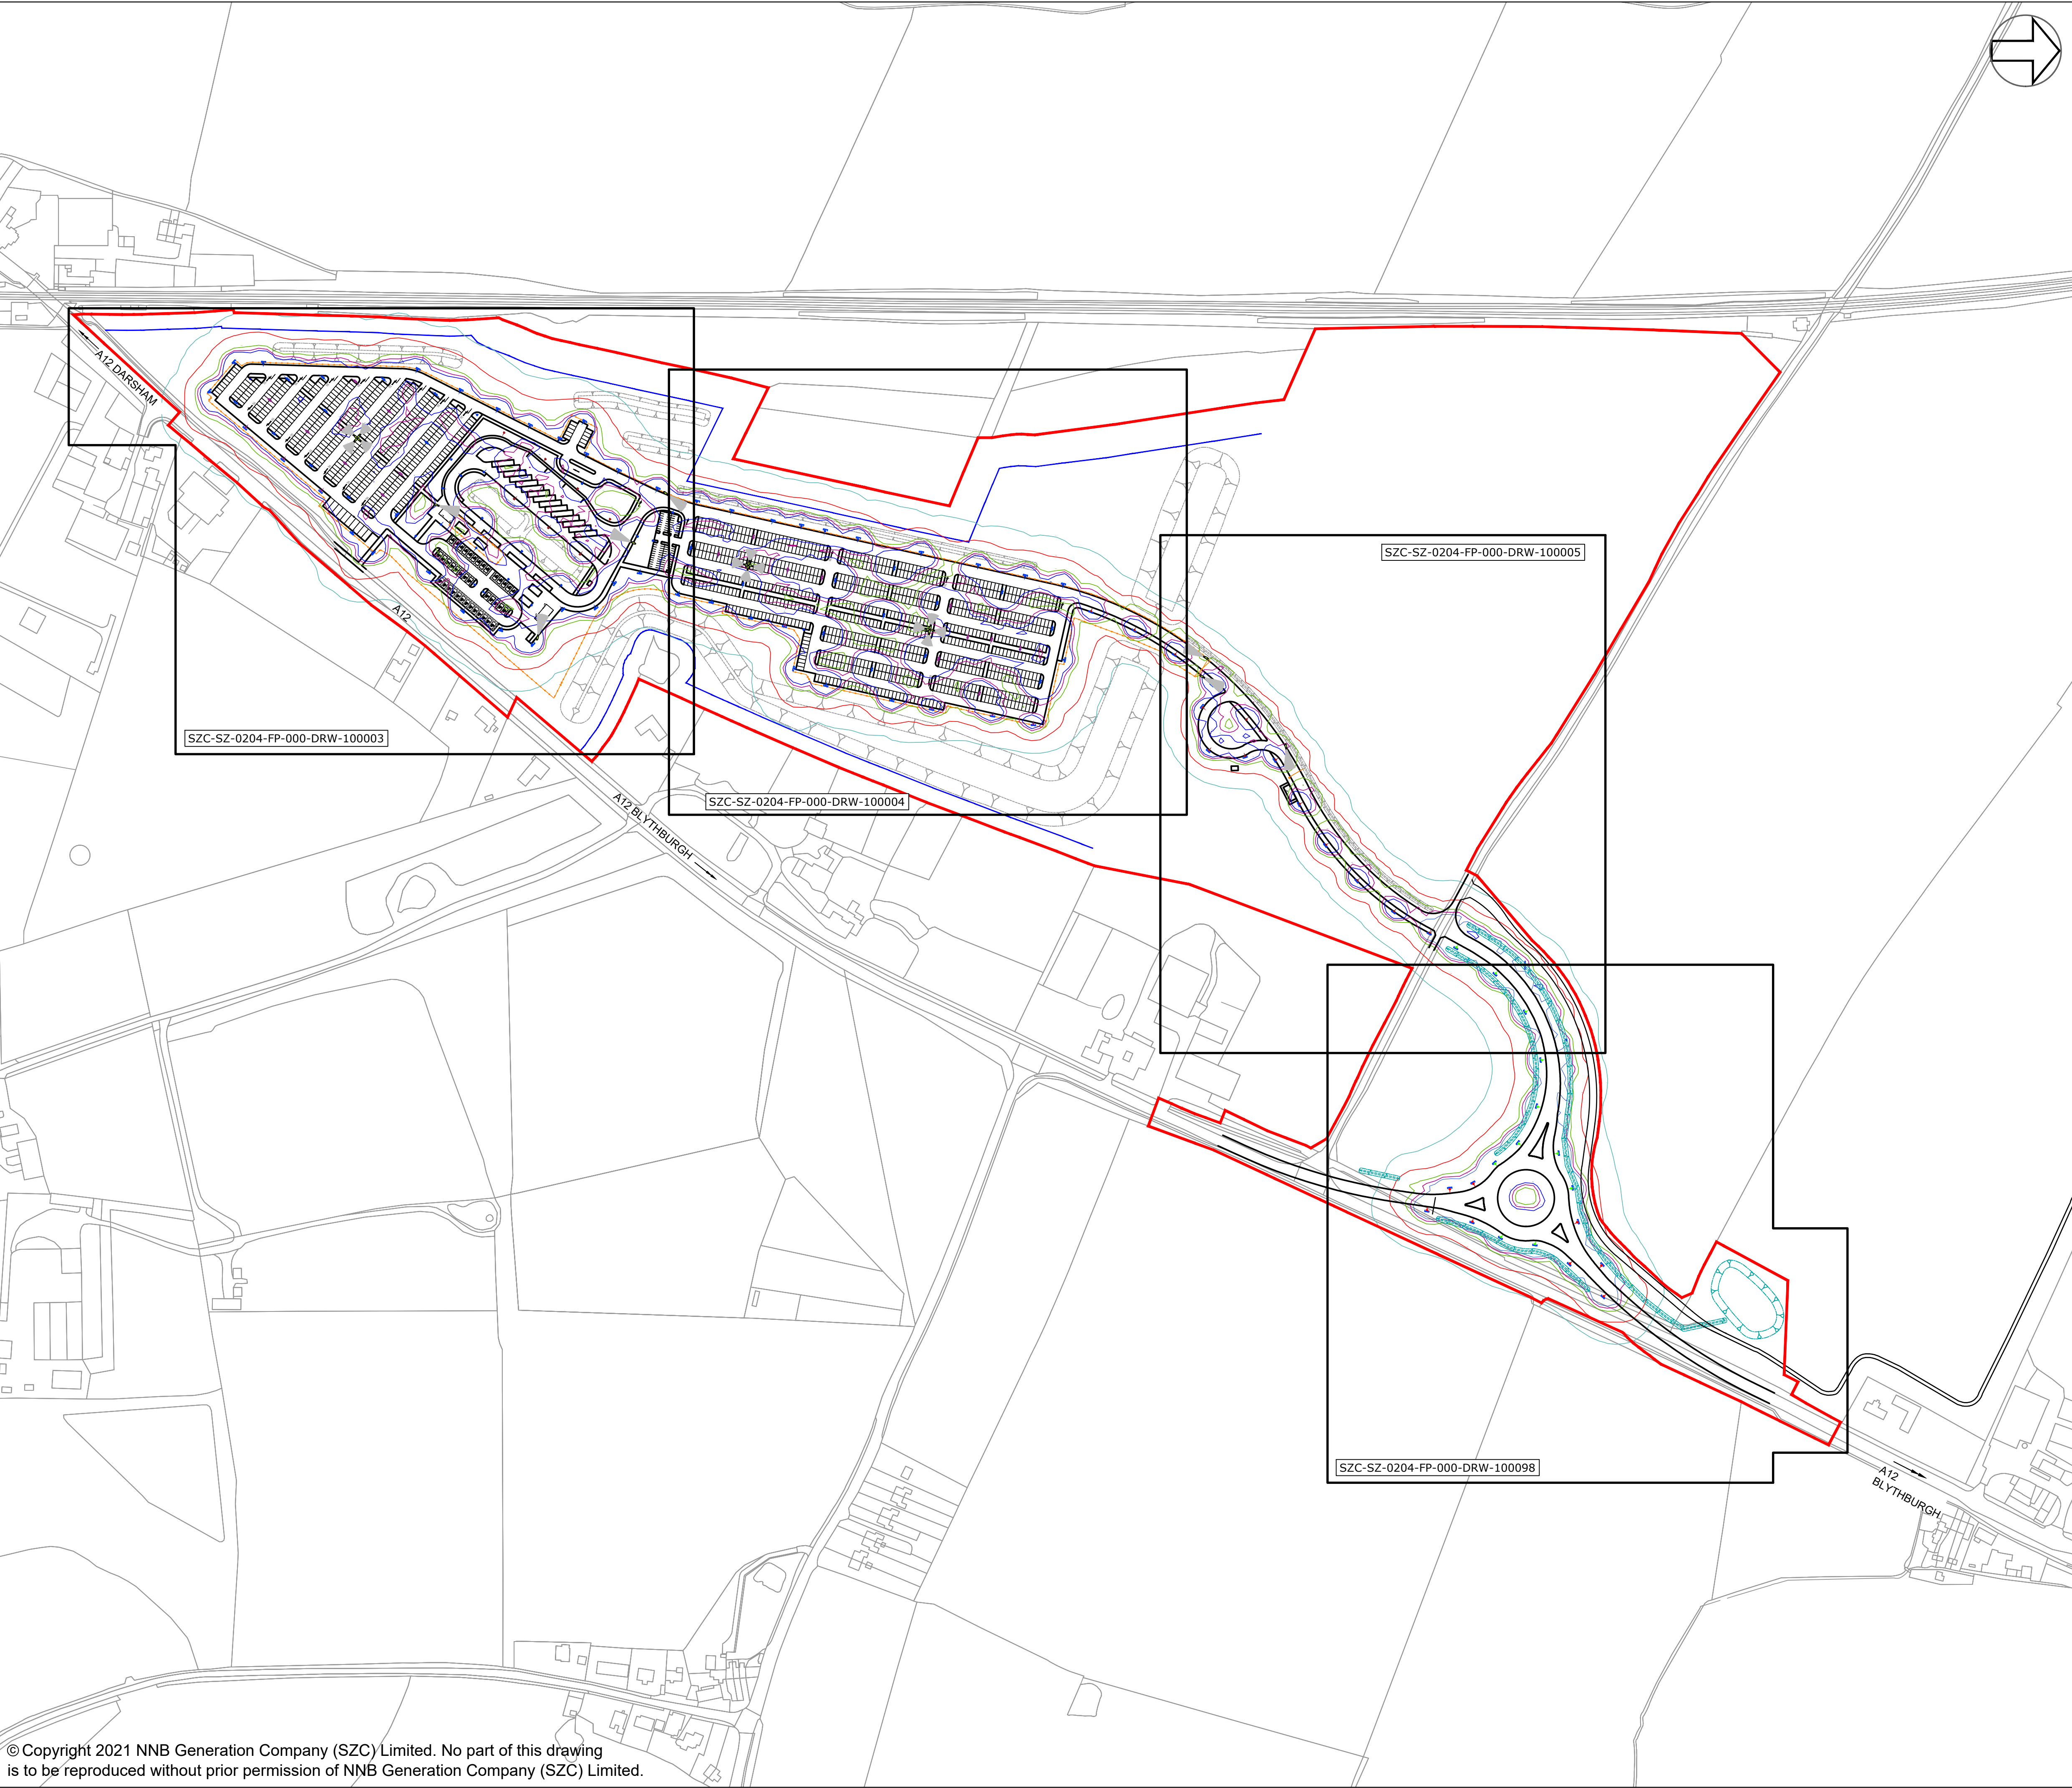 A12 DARSHAM
SZC-SZ-0204-FP-000-DRW-100005
A12
SZC-SZ-0204-FP-000-DRW-100003
SZC-SZ-0204-FP-000-DRW-100004
A12 BLYTHBURGH
SZC-SZ-0204-FP-000-DRW-100098
A12
BLYTHBURGH
© Copyright 2021 NNB Generation Company (SZC) Limited. No part of this drawing
is to be reproduced without prior permission of NNB Generation Company (SZC) Limited.